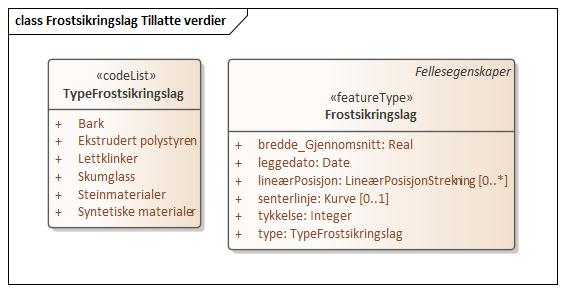 class Frostsikringslag Tillatte verdier
«codeList»
TypeFrostsikringslag
+ Bark
+ Ekstrudert polystyren
+ Lettklinker
+ Skumglass
+ Steinmaterialer
+ Syntetiske materialer
Fellesegenskaper
«featureType»
Frostsikringslag
+ bredde_Gjennomsnitt: Real
+ leggedato: Date
+ lineærPosisjon: LineærPosisjonStrekning [0..*]
+ senterlinje: Kurve [0..1]
+ tykkelse: Integer
+ type: TypeFrostsikringslag